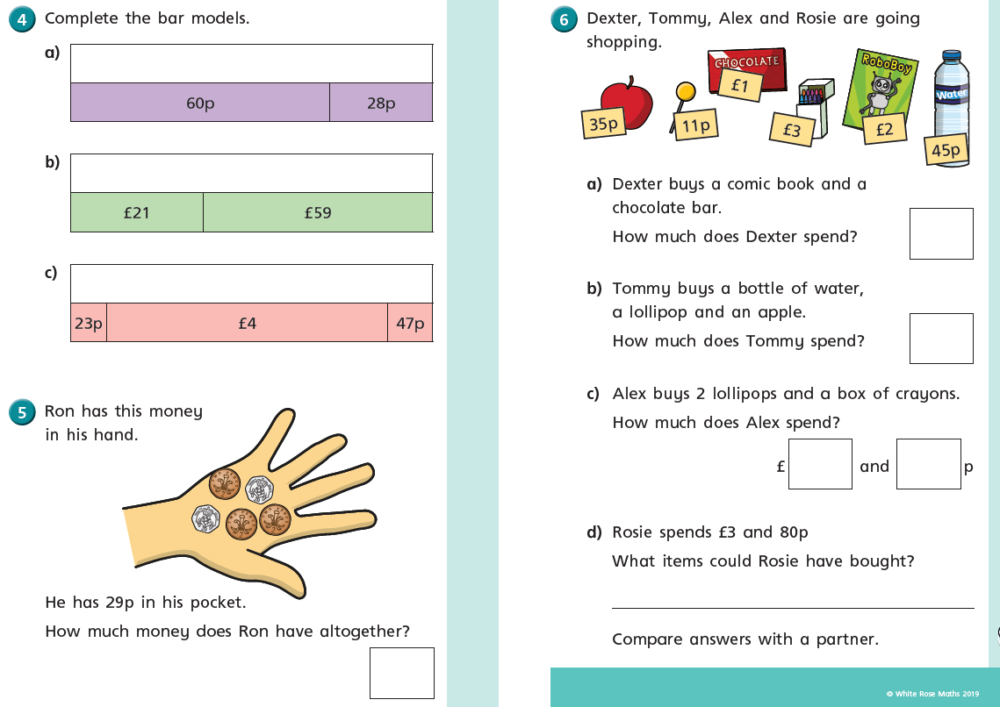 4 Complete the bar models.
a)
60p 28p
b)
£21 £59
c)
23p £4 47p
5 Ron has this money
in his hand.
He has 29p in his pocket.
How much money does Ron have altogether?
6 Dexter, Tommy, Alex and Rosie are going
shopping.
CHOCOLATE
RoboBoy
Water
35p 11p £1 £3 £2 45p
a) Dexter buys a comic book and a
chocolate bar.
How much does Dexter spend?
b) Tommy buys a bottle of water,
a lollipop and an apple.
How much does Tommy spend?
c) Alex buys 2 lollipops and a box of crayons.
How much does Alex spend?
£ and p
d) Rosie spends £3 and 80p
What items could Rosie have bought?
Compare answers with a partner.
© White Rose Maths 2019